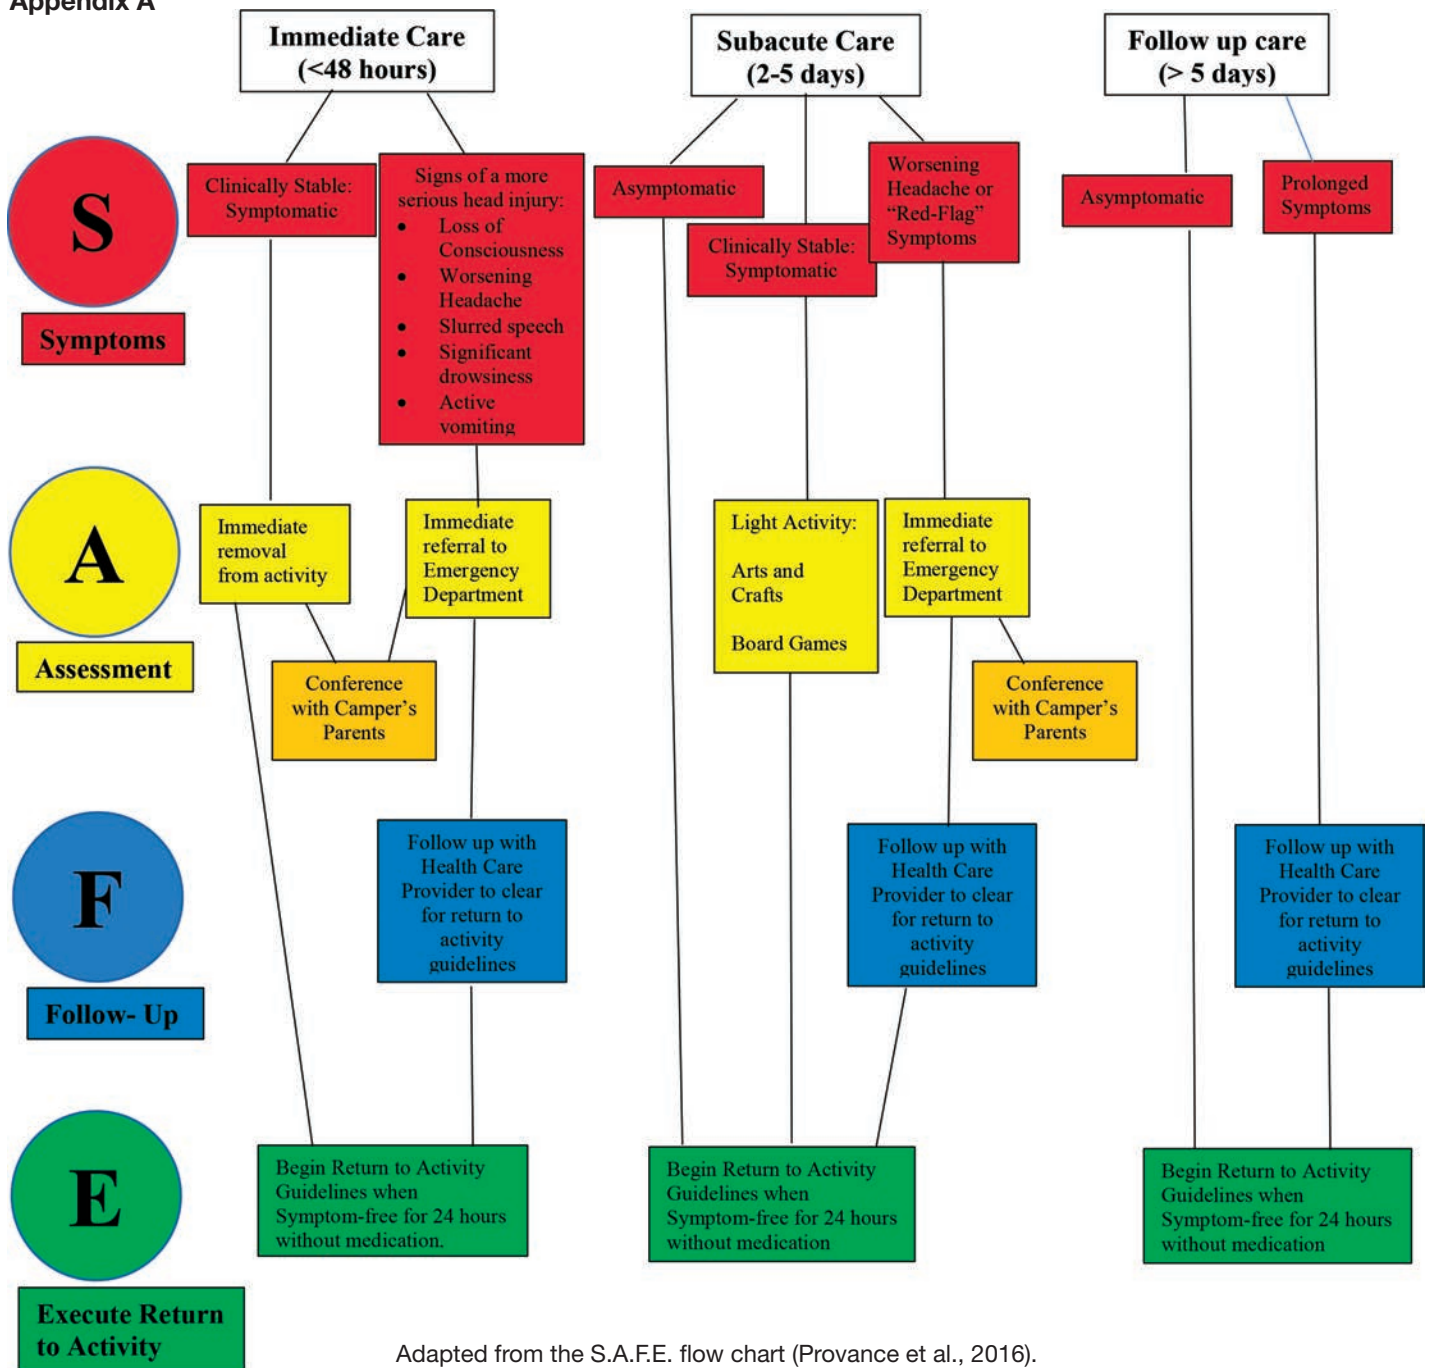 Appendix A
Immediate Care
(<48 hours)
Subacute Care
(2-5 days)
Follow up care
(> 5 days)
S
Symptoms
Clinically Stable:
Symptomatic
Signs of a more
serious head injury:
• Loss of
Consciousness
• Worsening
Headache
• Slurred speech
• Significant
drowsiness
• Active
vomiting
Asymptomatic
Clinically Stable:
Symptomatic
Worsening
Headache or
“Red-Flag”
Symptoms
Asymptomatic
Prolonged
Symptoms
A
Assessment
Immediate
removal
from activity
Immediate
referral to
Emergency
Department
Conference
with Camper’s
Parents
Light Activity:
Arts and
Crafts
Board Games
Immediate
referral to
Emergency
Department
Conference
with Camper’s
Parents
F
Follow- Up
Follow up with
Health Care
Provider to clear
for return to
activity
guidelines
Follow up with
Health Care
Provider to clear
for return to
activity
guidelines
Follow up with
Health Care
Provider to clear
for return to
activity
guidelines
E
Execute Return
to Activity
Begin Return to Activity
Guidelines when
Symptom-free for 24 hours
without medication.
Begin Return to Activity
Guidelines when
Symptom-free for 24 hours
without medication
Begin Return to Activity
Guidelines when
Symptom-free for 24 hours
without medication
Adapted from the S.A.F.E. flow chart (Provance et al., 2016).